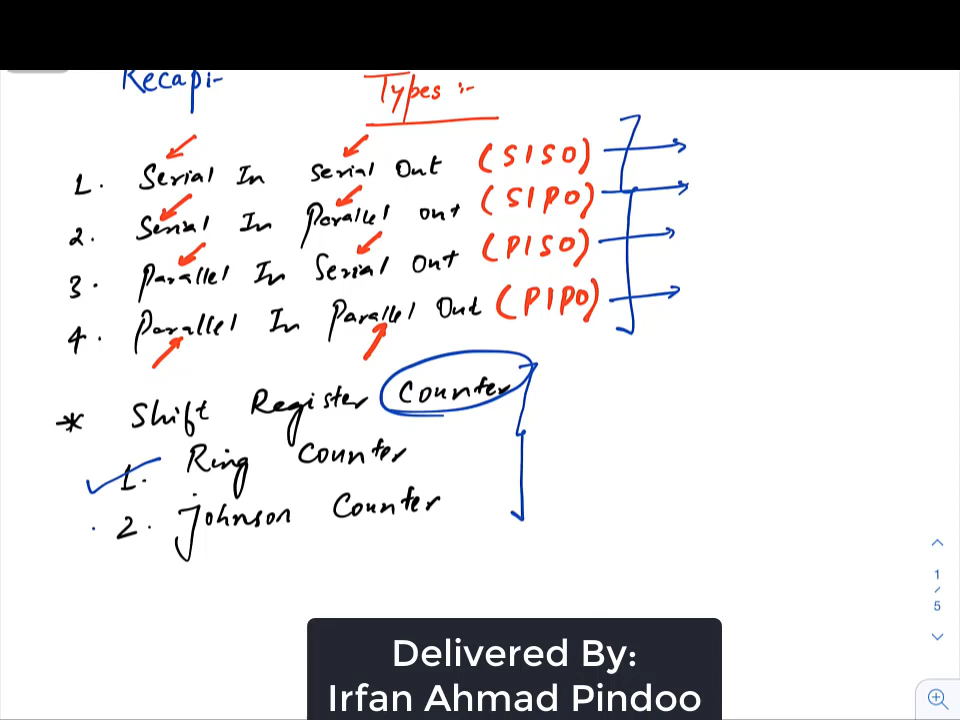 Recap:-
Types :-
1. Serial In Serial Out (SISO)
2. Serial In Parallel out (SIPO)
3. Parallel In Serial Out (PISO)
4. Parallel In Parallel Out (PIPO)
* Shift Register Counter
1. Ring Counter
2. Johnson Counter
1
/
5
Delivered By:
Irfan Ahmad Pindoo